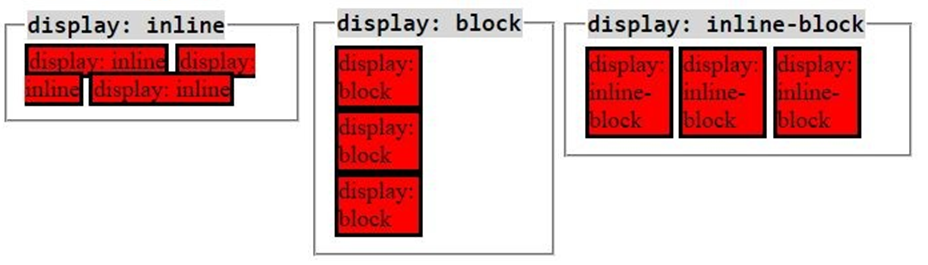 display: inline
display: inline display:
inline display: inline
display: block
display:
block
display:
block
display:
block
display: inline-block
display: display: display:
inline- inline- inline-
block block block